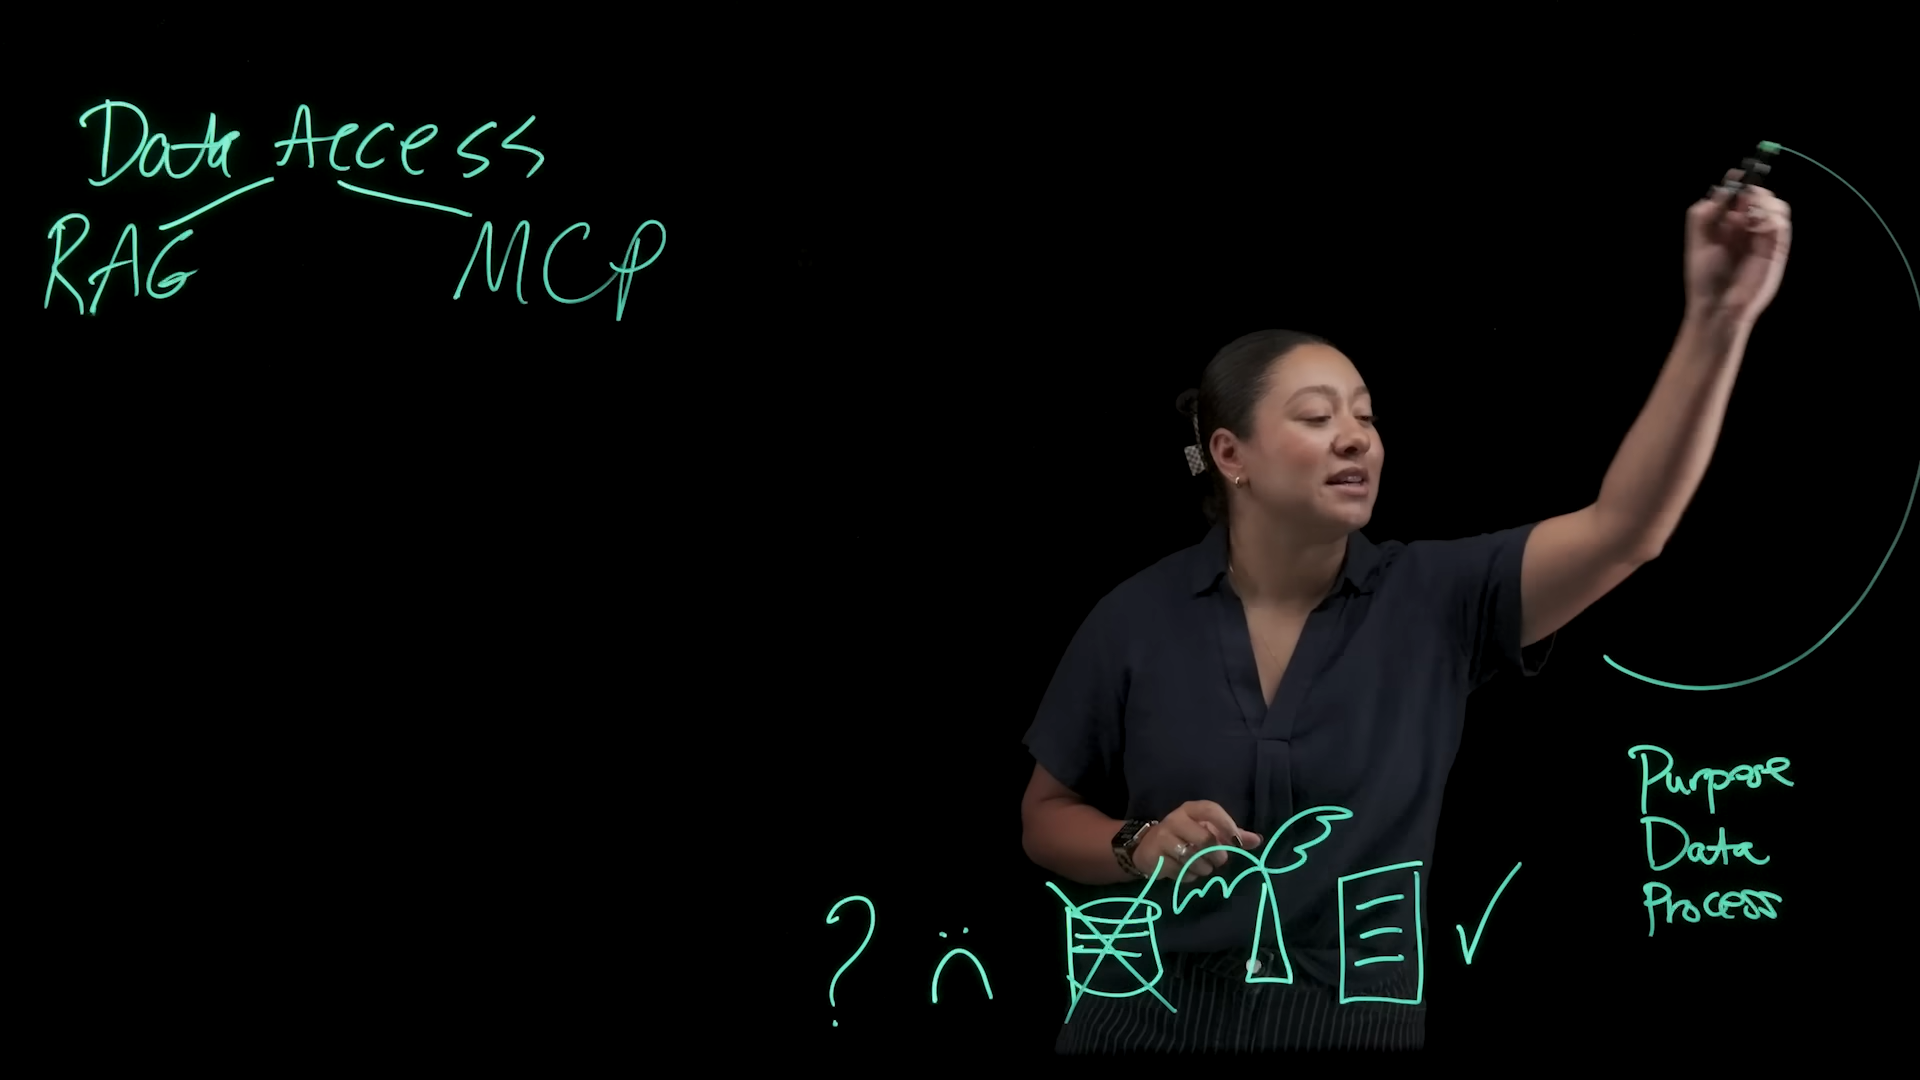 Data Access
RAG MCP
Purpose
Data
Process
?